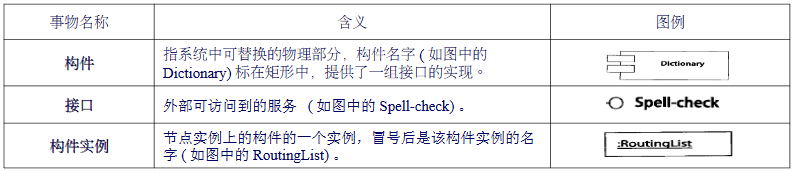 事物名称 含义 图例
构件 指系统中可替换的物理部分，构件名字 ( 如图中的
Dictionary) 标在矩形中，提供了一组接口的实现。 Dictionary
接口 外部可访问到的服务 ( 如图中的 Spell-check) 。 Spell-check
构件实例 节点实例上的构件的一个实例，冒号后是该构件实例的名
字 ( 如图中的 RoutingList) 。 :RoutingList